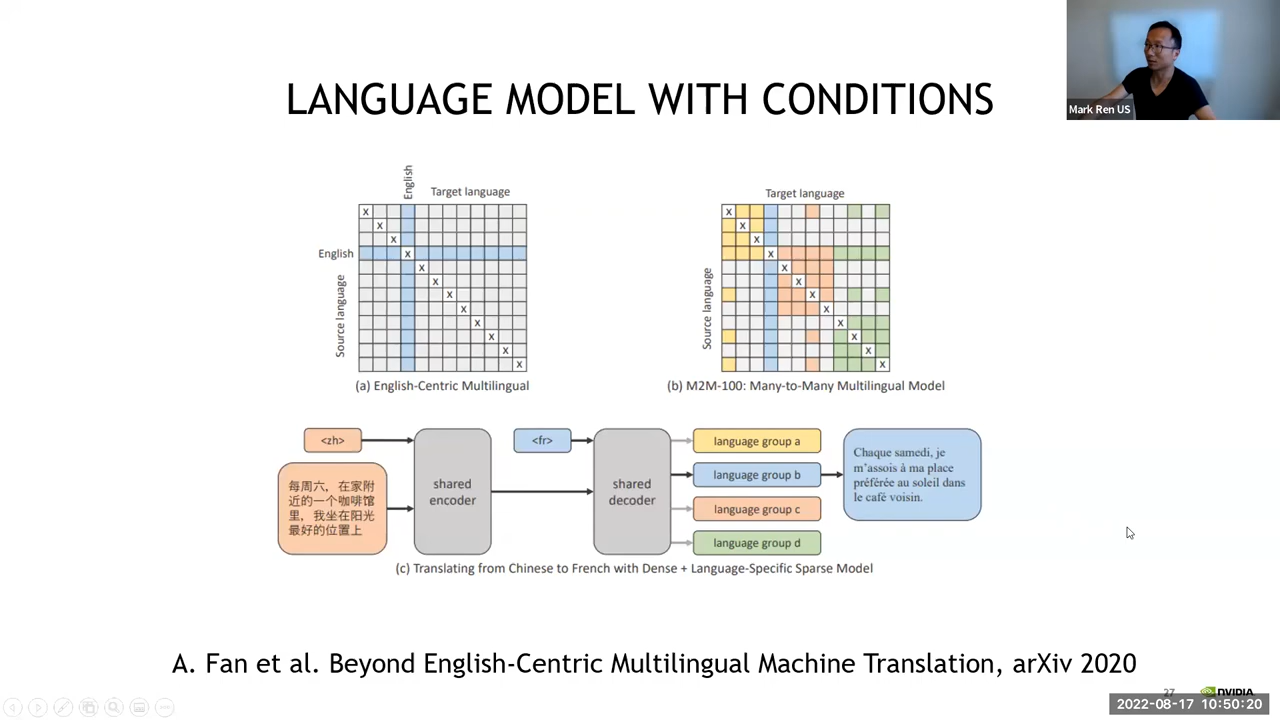 LANGUAGE MODEL WITH CONDITIONS
Mark Ren US
English
Target language
English
Source language
X
X
X
X
X
X
X
X
X
X
X
X
(a) English-Centric Multilingual
Target language
Source language
X
X
X
X
X
X
X
X
X
X
X
X
(b) M2M-100: Many-to-Many Multilingual Model
<zh>
每周六，在家附
近的一个咖啡馆
里，我坐在阳光
最好的位置上
shared
encoder
<fr>
shared
decoder
language group a
language group b
language group c
language group d
Chaque samedi, je
m'assois à ma place
préférée au soleil dans
le café voisin.
(c) Translating from Chinese to French with Dense + Language-Specific Sparse Model
A. Fan et al. Beyond English-Centric Multilingual Machine Translation, arXiv 2020
27
NVIDIA.
2022-08-17 10:50:20